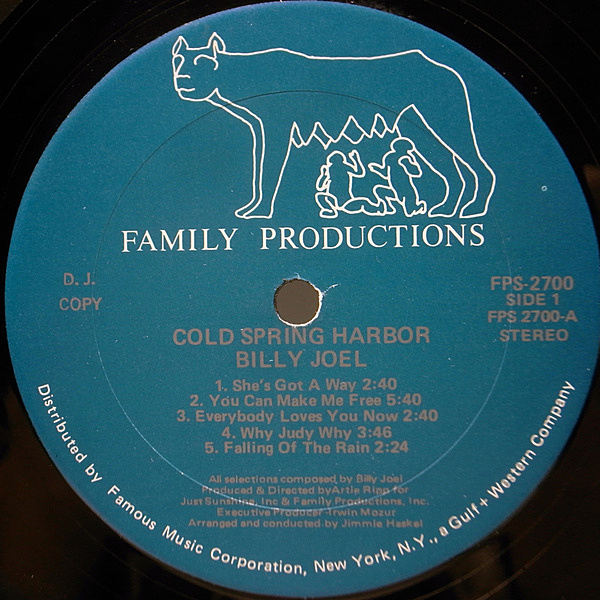 FAMILY PRODUCTIONS
D.J.
COPY
FPS-2700
SIDE 1
FPS 2700-A
STEREO
COLD SPRING HARBOR
BILLY JOEL
1. She's Got A Way 2:40
2. You Can Make Me Free 5:40
3. Everybody Loves You Now 2:40
4. Why Judy Why 3:46
5. Falling Of The Rain 2:24
All selections composed by Billy Joel
Produced & Directed by Artie Ripp for
Just Sunshine, Inc & Family Productions, Inc.
Executive Producer-Irwin Mazur
Arranged and conducted by Jimmie Haskel
Distributed by Famous Music Corporation, New York, N.Y., a Gulf + Western Company